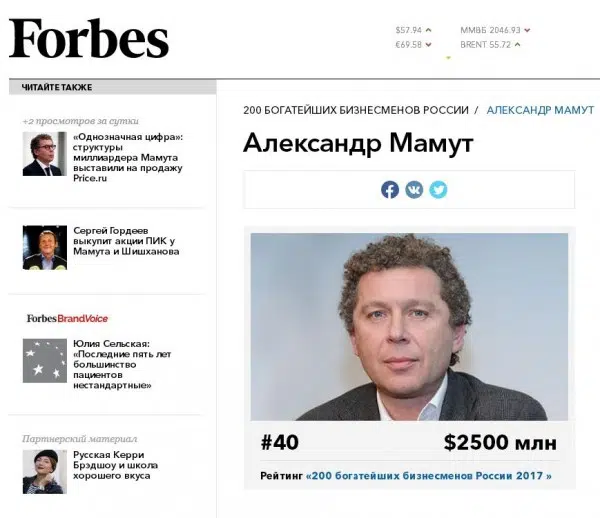 Forbes
$57.94
ММВБ 2046.93
€69.58
BRENT 55.72
ЧИТАЙТЕ ТАКЖЕ
+2 просмотров за сутки
«Однозначная цифра»:
структуры
миллиардера Мамута
выставили на продажу
Price.ru
Сергей Гордеев
выкупит акции ПИК у
Мамута и Шишханова
Forbes BrandVoice
Юлия Сельская:
«Последние пять лет
большинство
пациентов
нестандартные»
Партнерский материал
Русская Керри
Брэдшоу и школа
хорошего вкуса
200 БОГАТЕЙШИХ БИЗНЕСМЕНОВ РОССИИ / АЛЕКСАНДР МАМУТ
Александр Мамут
#40
$2500 млн
Рейтинг «200 богатейших бизнесменов России 2017 »